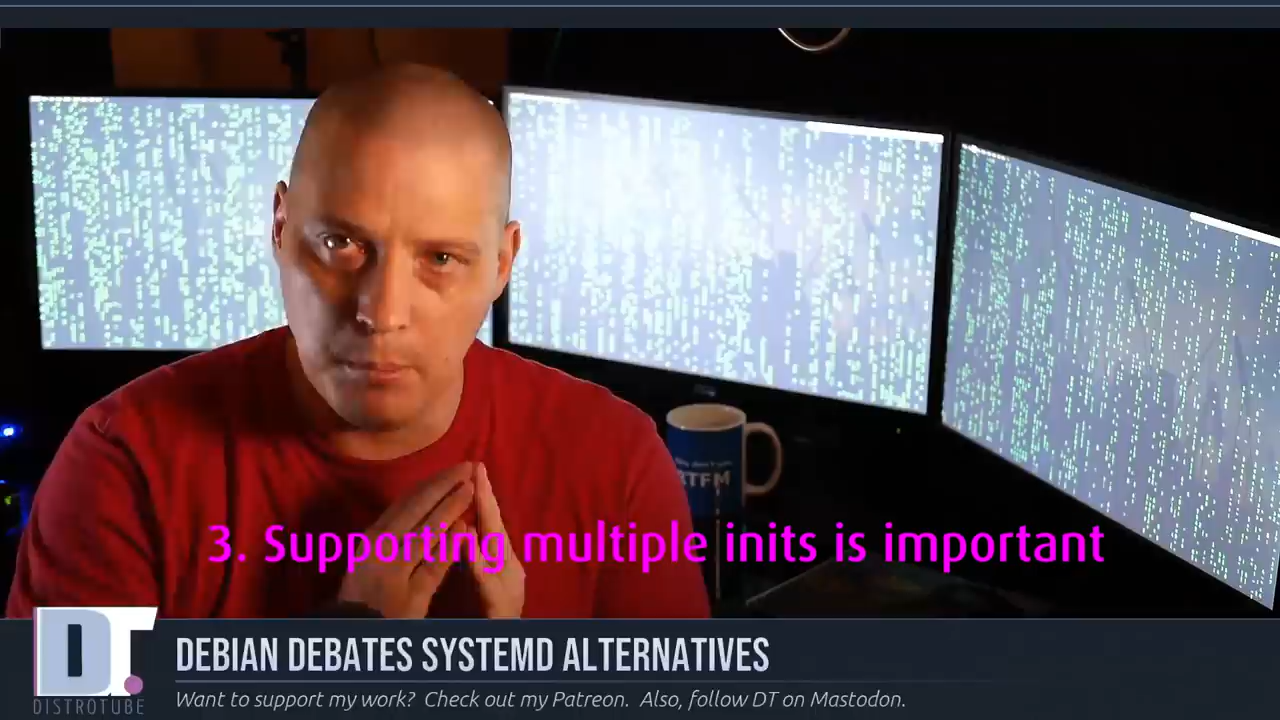 RTFM
3. Supporting multiple inits is important
DT.
DISTROTUBE
DEBIAN DEBATES SYSTEMD ALTERNATIVES
Want to support my work? Check out my Patreon. Also, follow DT on Mastodon.